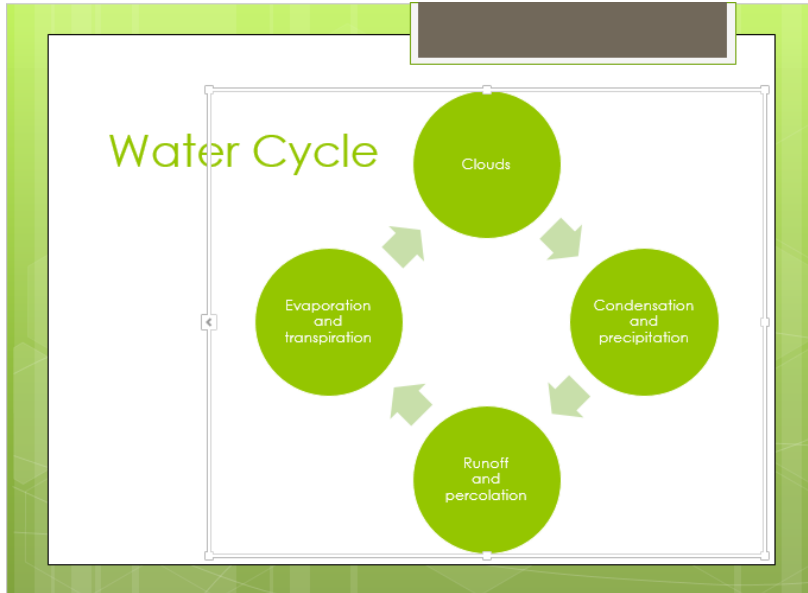 Water Cycle
Clouds
Evaporation
and
transpiration
Condensation
and
precipitation
Runoff
and
percolation